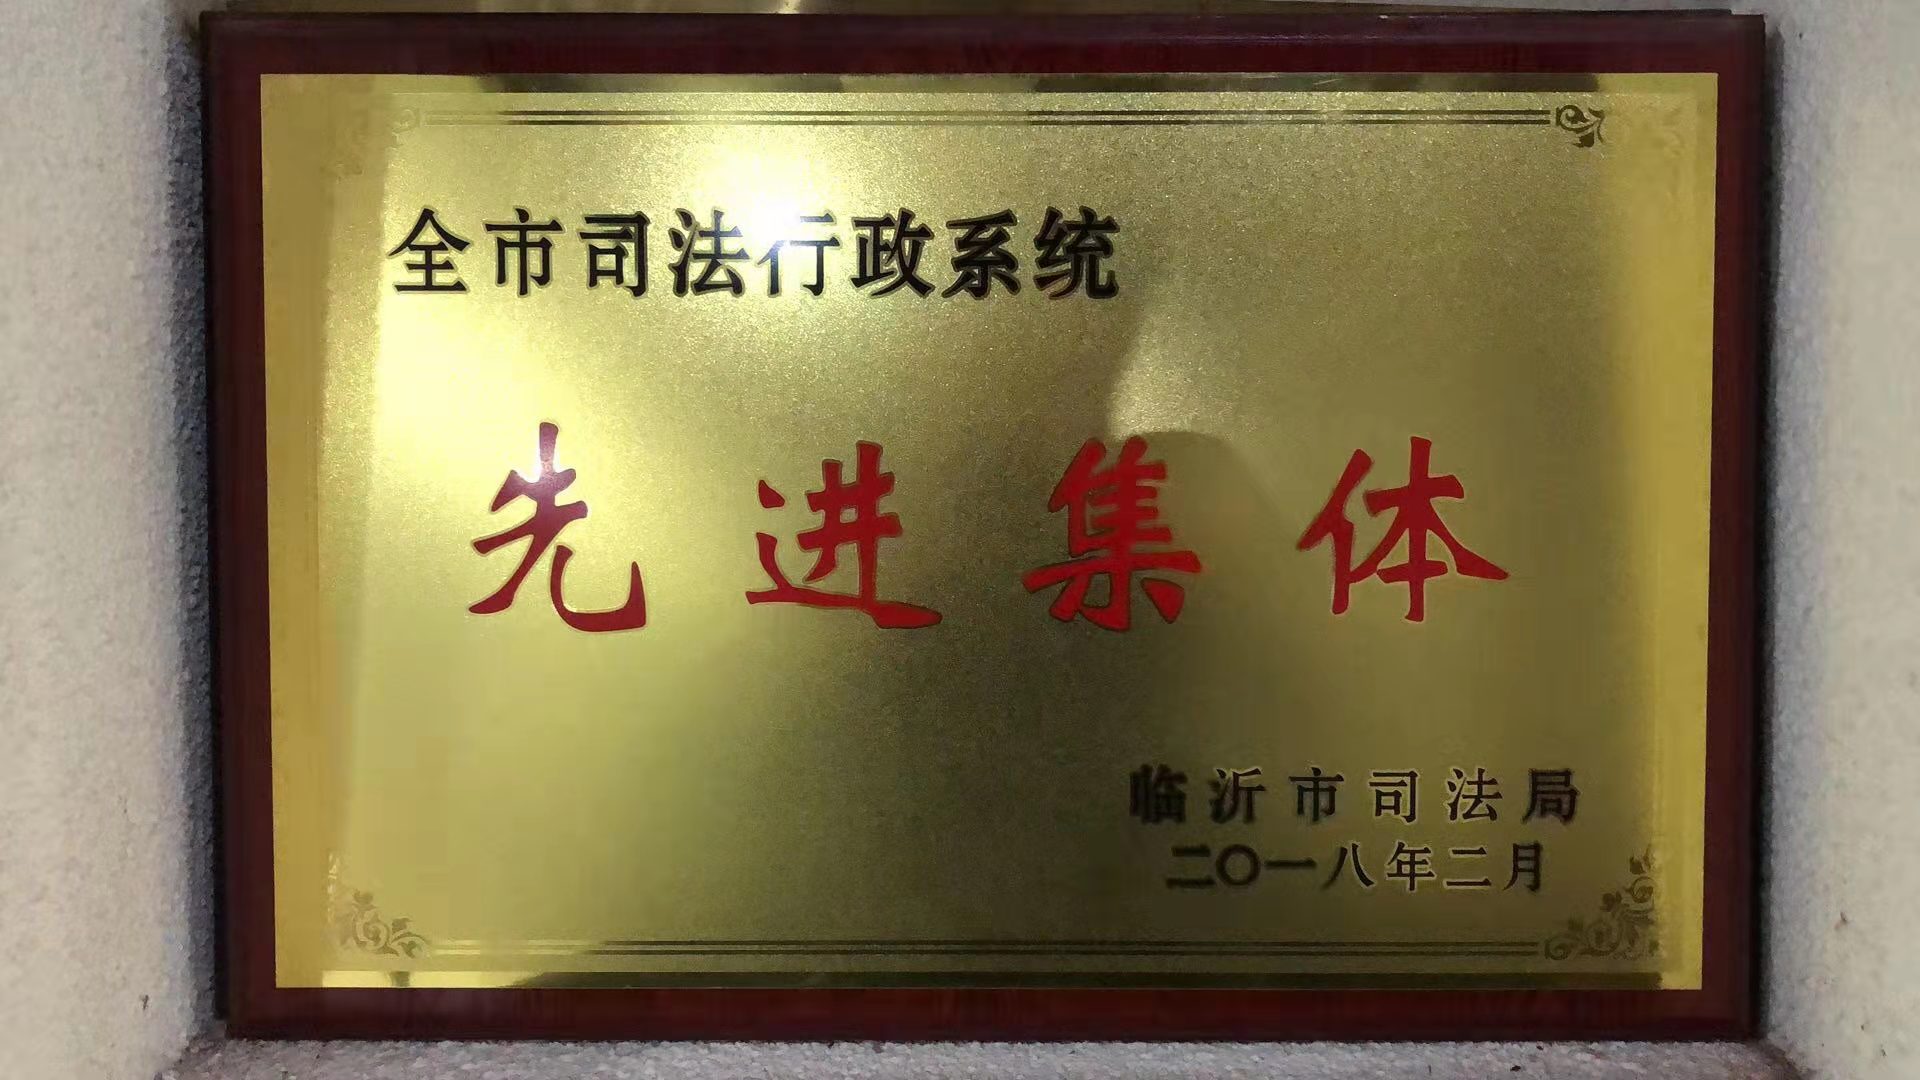 全市司法行政系统
先进集体
临沂市司法局
二〇一八年二月